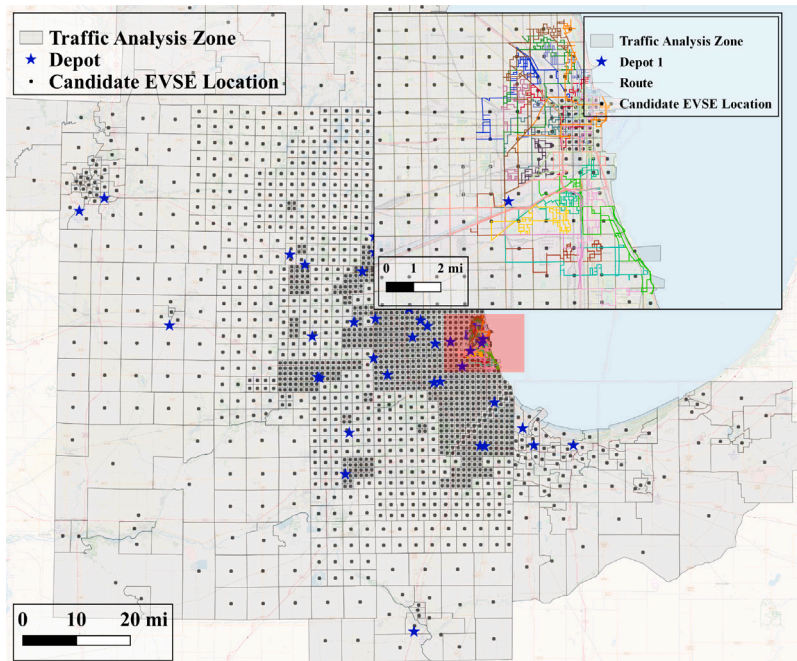 Traffic Analysis Zone
Depot
Candidate EVSE Location
Traffic Analysis Zone
Depot 1
Route
Candidate EVSE Location
0 1 2 mi
0 10 20 mi